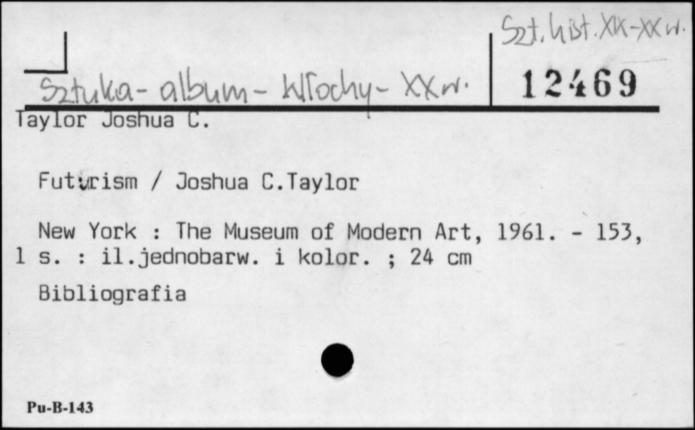 Szt. hist. XIX-XX w.
Sztuka - album - Włochy - XX w.
12469
Taylor Joshua C.
Futurism / Joshua C.Taylor
New York : The Museum of Modern Art, 1961. - 153,
1 s. : il.jednobarw. i kolor. ; 24 cm
Bibliografia
Pu-B-143